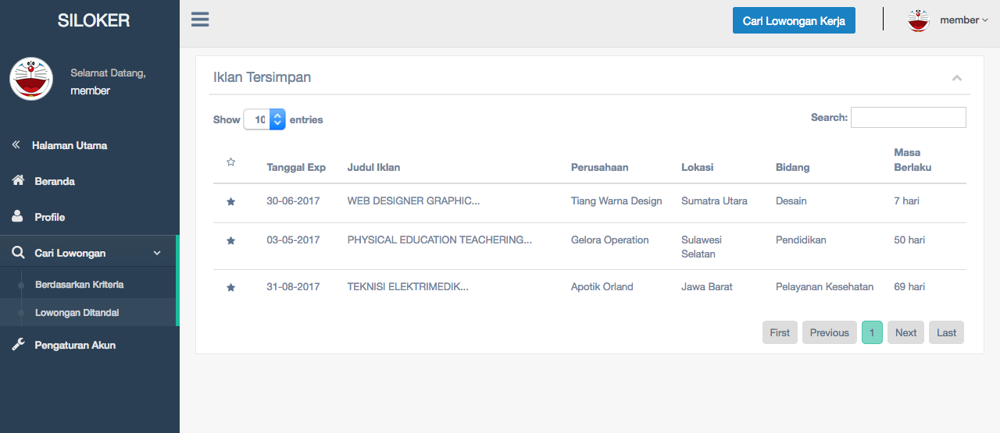 SILOKER
Cari Lowongan Kerja
member
Selamat Datang,
member
Halaman Utama
Beranda
Profile
Cari Lowongan
Berdasarkan Kriteria
Lowongan Ditandai
Pengaturan Akun
Iklan Tersimpan
Show 10 entries
Search:
Tanggal Exp Judul Iklan Perusahaan Lokasi Bidang Masa Berlaku
30-06-2017 WEB DESIGNER GRAPHIC... Tiang Warna Design Sumatra Utara Desain 7 hari
03-05-2017 PHYSICAL EDUCATION TEACHERING... Gelora Operation Sulawesi Selatan Pendidikan 50 hari
31-08-2017 TEKNISI ELEKTRIMEDIK... Apotik Orland Jawa Barat Pelayanan Kesehatan 69 hari
First Previous 1 Next Last